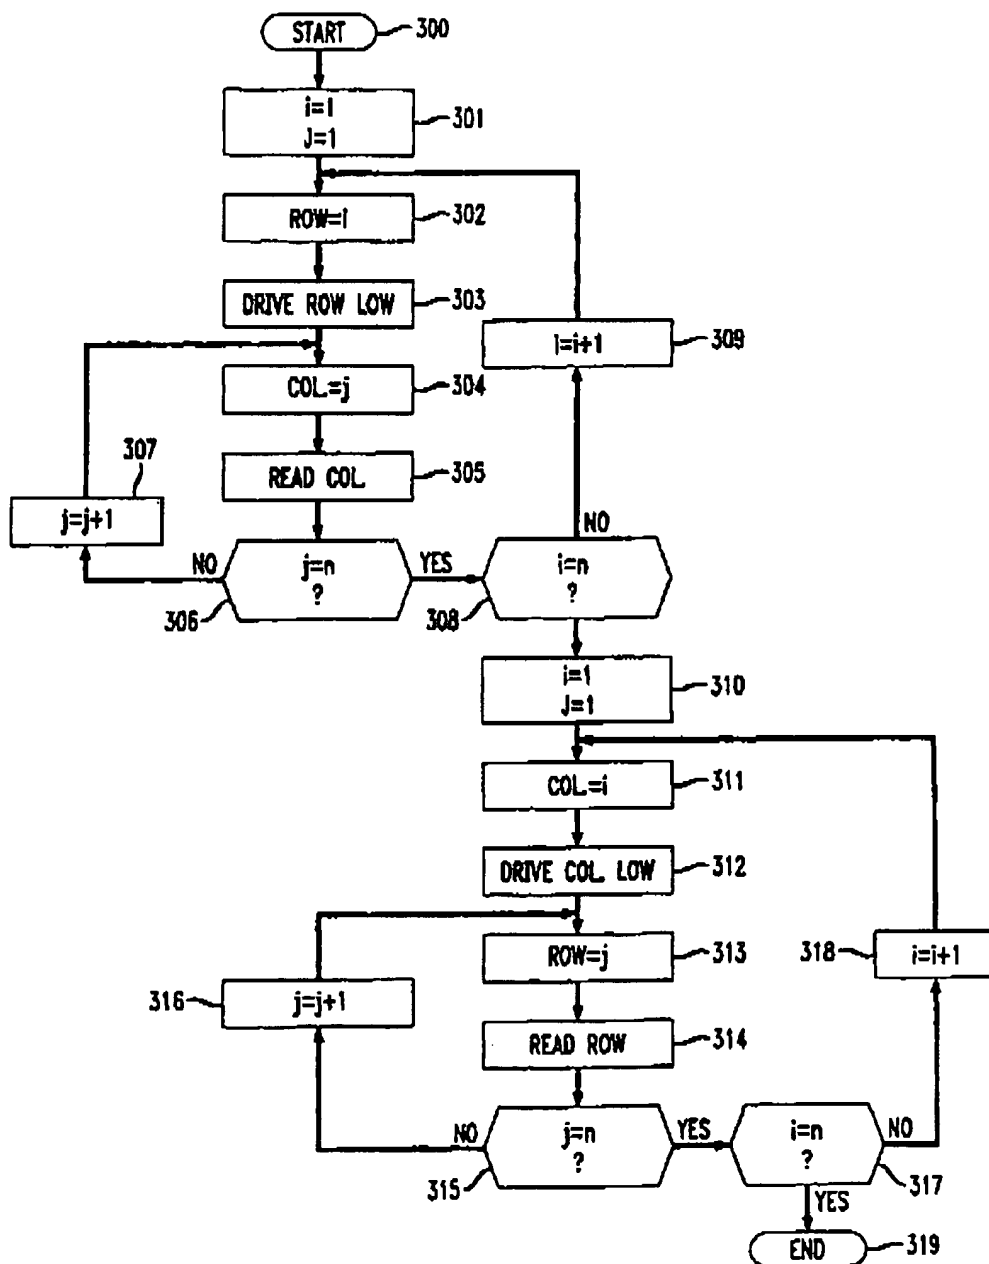 START
300
i=1
J=1
301
ROW=i
302
DRIVE ROW LOW
303
i=i+1
309
COL.=j
304
307
READ COL.
305
j=j+1
NO
NO
j=n
?
YES
i=n
?
306
308
i=1
J=1
310
COL.=i
311
DRIVE COL. LOW
312
ROW=j
313
318
i=i+1
316
j=j+1
READ ROW
314
NO
j=n
?
YES
i=n
?
NO
315
317
YES
END
319